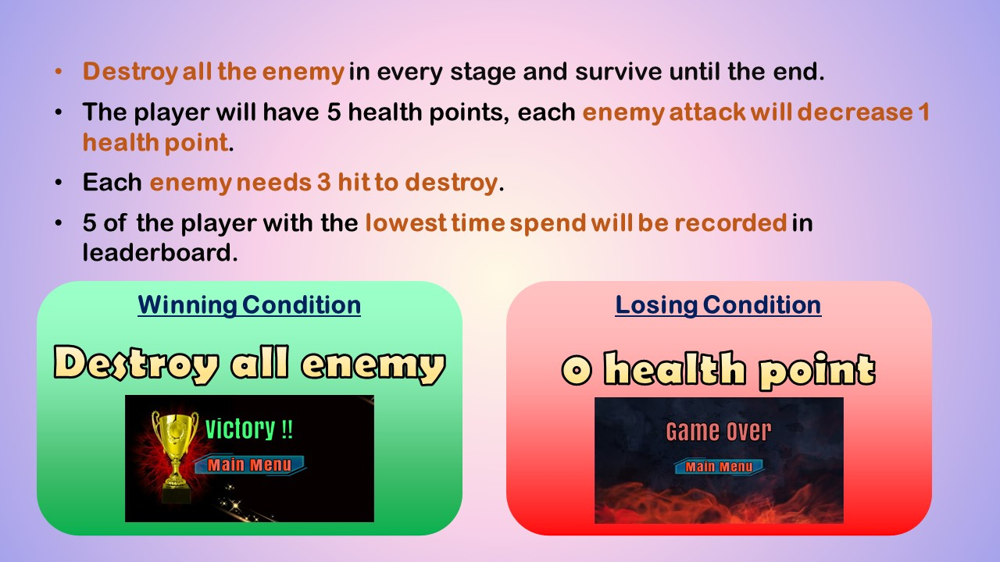 • Destroy all the enemy in every stage and survive until the end.
• The player will have 5 health points, each enemy attack will decrease 1
health point.
• Each enemy needs 3 hit to destroy.
• 5 of the player with the lowest time spend will be recorded in
leaderboard.
Winning Condition
Destroy all enemy
Victory !!
Main Menu
Losing Condition
0 health point
Game Over
Main Menu